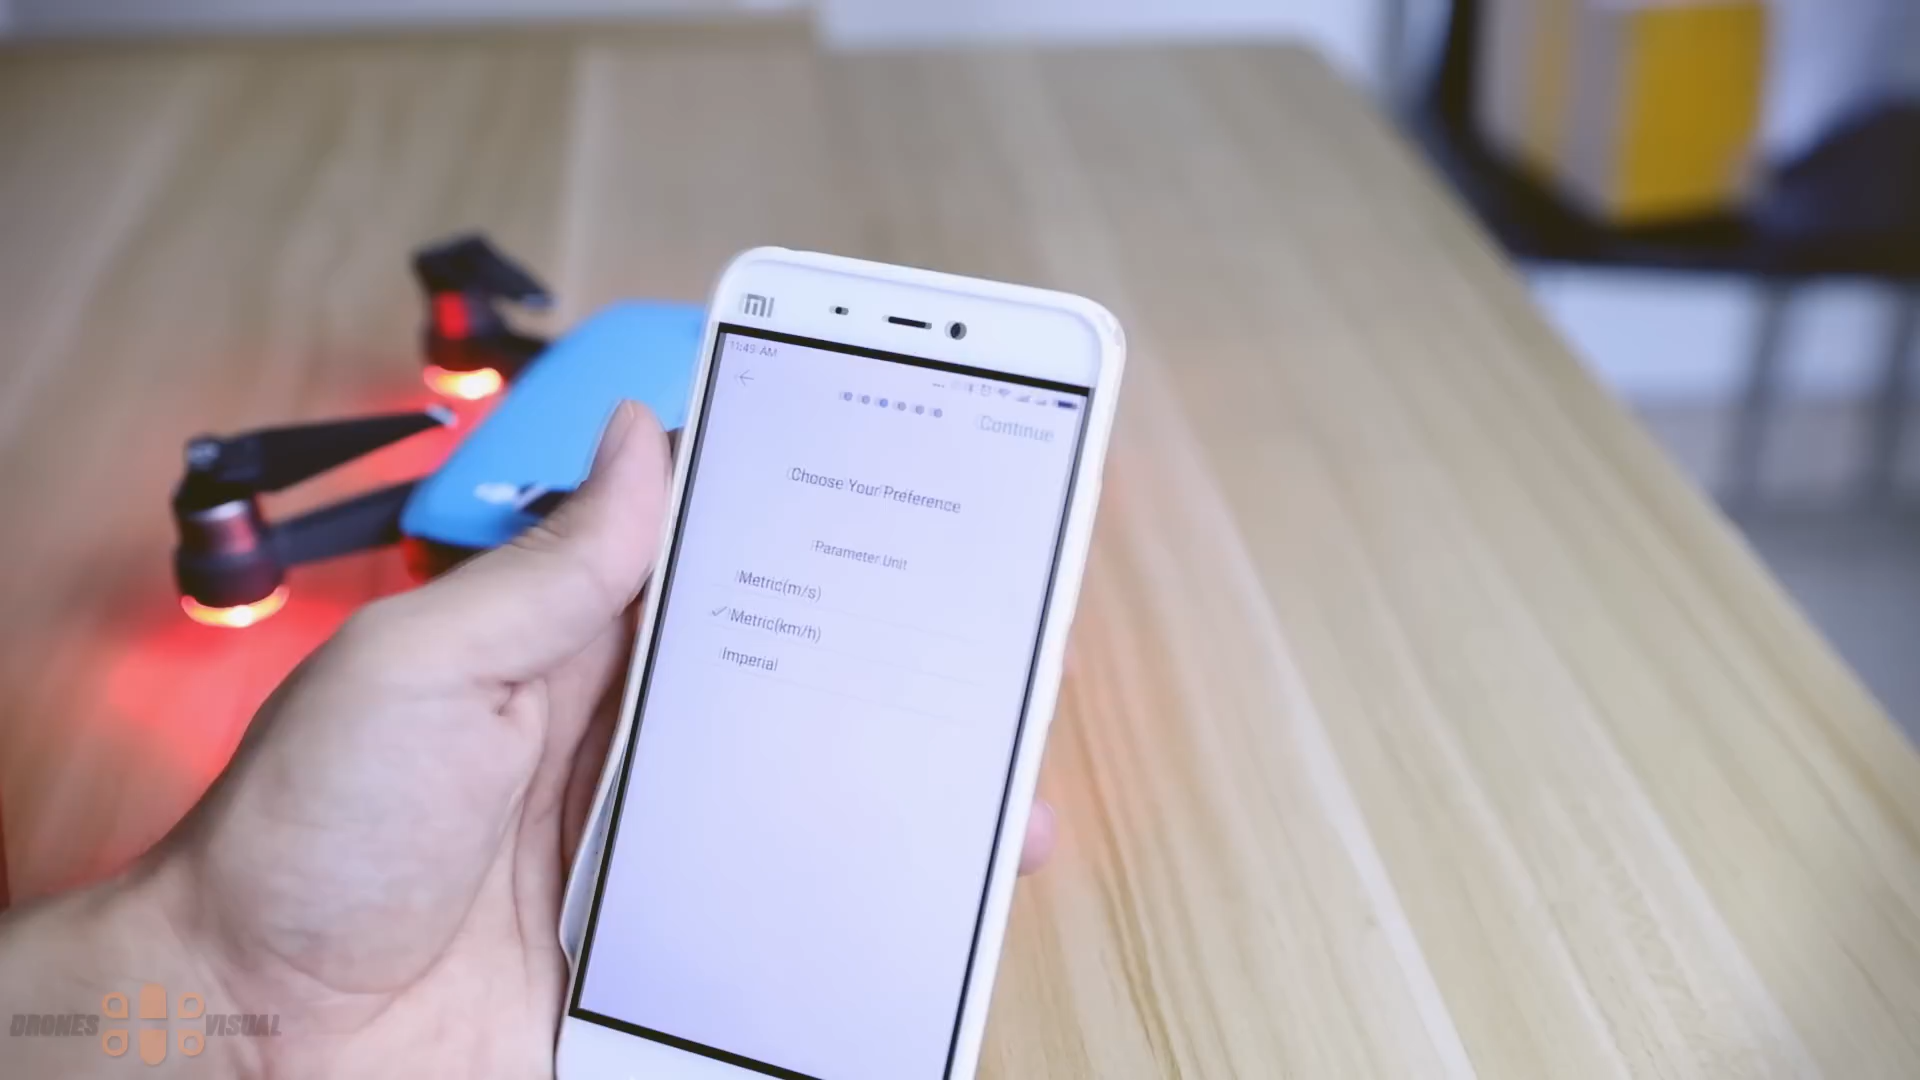 MI
11:49 AM
Continue
Choose Your Preference
Parameter Unit
Metric(m/s)
Metric(km/h)
Imperial
DRONES VISUAL